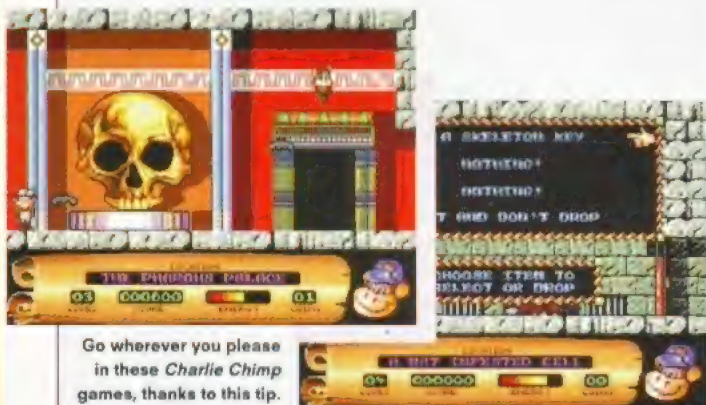 THE PHARAOHS PALACE
03 000600 01
A SKELETON KEY
NOTHING!
NOTHING!
T AND DON'T DROP
CHOOSE ITEM TO
SELECT OR DROP
A RAT INFESTED CELL
04 000000 00
Go wherever you please
in these Charlie Chimp
games, thanks to this tip.